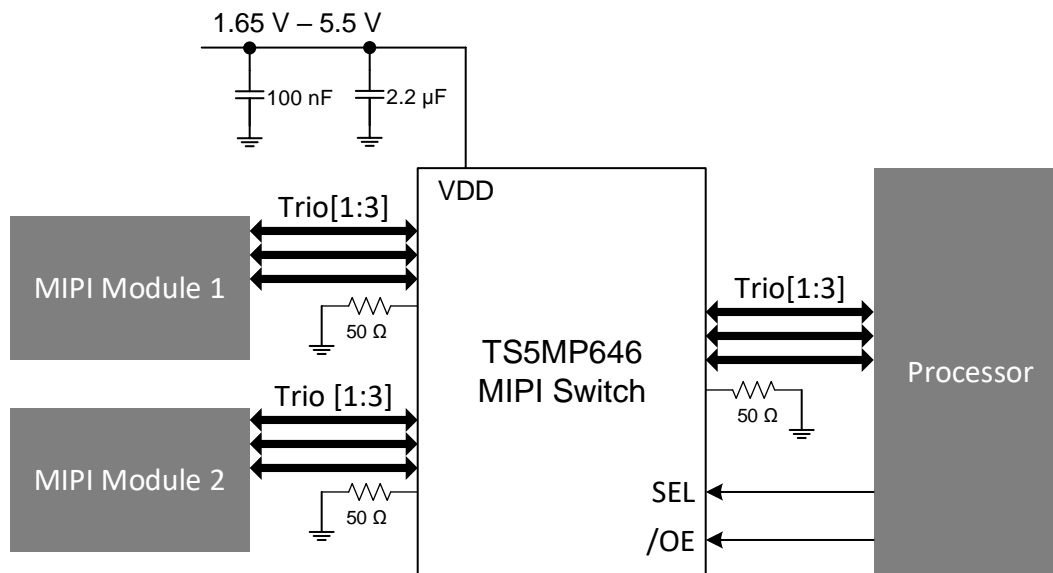 1.65 V – 5.5 V
100 nF
2.2 µF
VDD
Trio[1:3]
MIPI Module 1
50 Ω
Trio [1:3]
MIPI Module 2
50 Ω
TS5MP646
MIPI Switch
Trio[1:3]
50 Ω
SEL
/OE
Processor